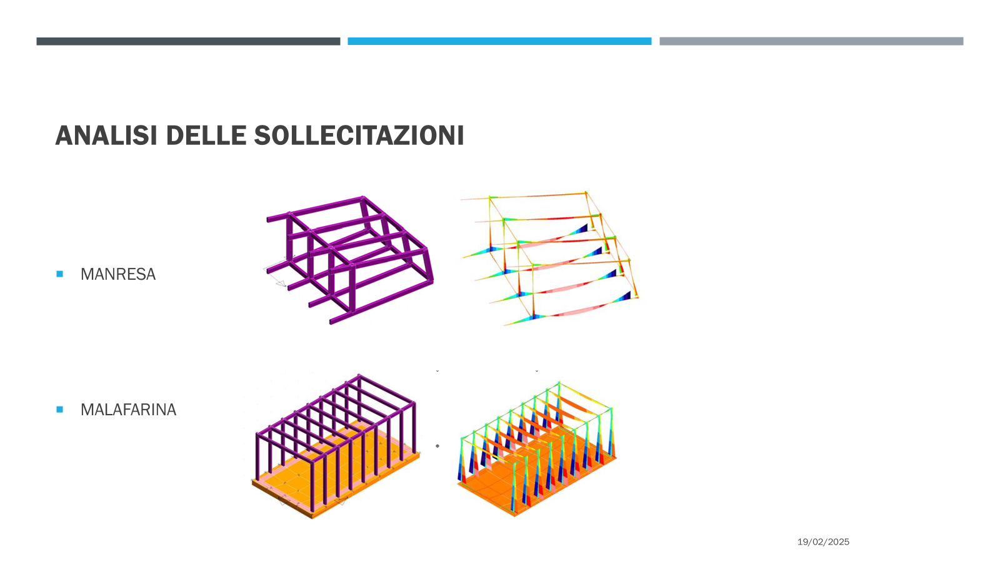 ANALISI DELLE SOLLECITAZIONI
MANRESA
MALAFARINA
19/02/2025